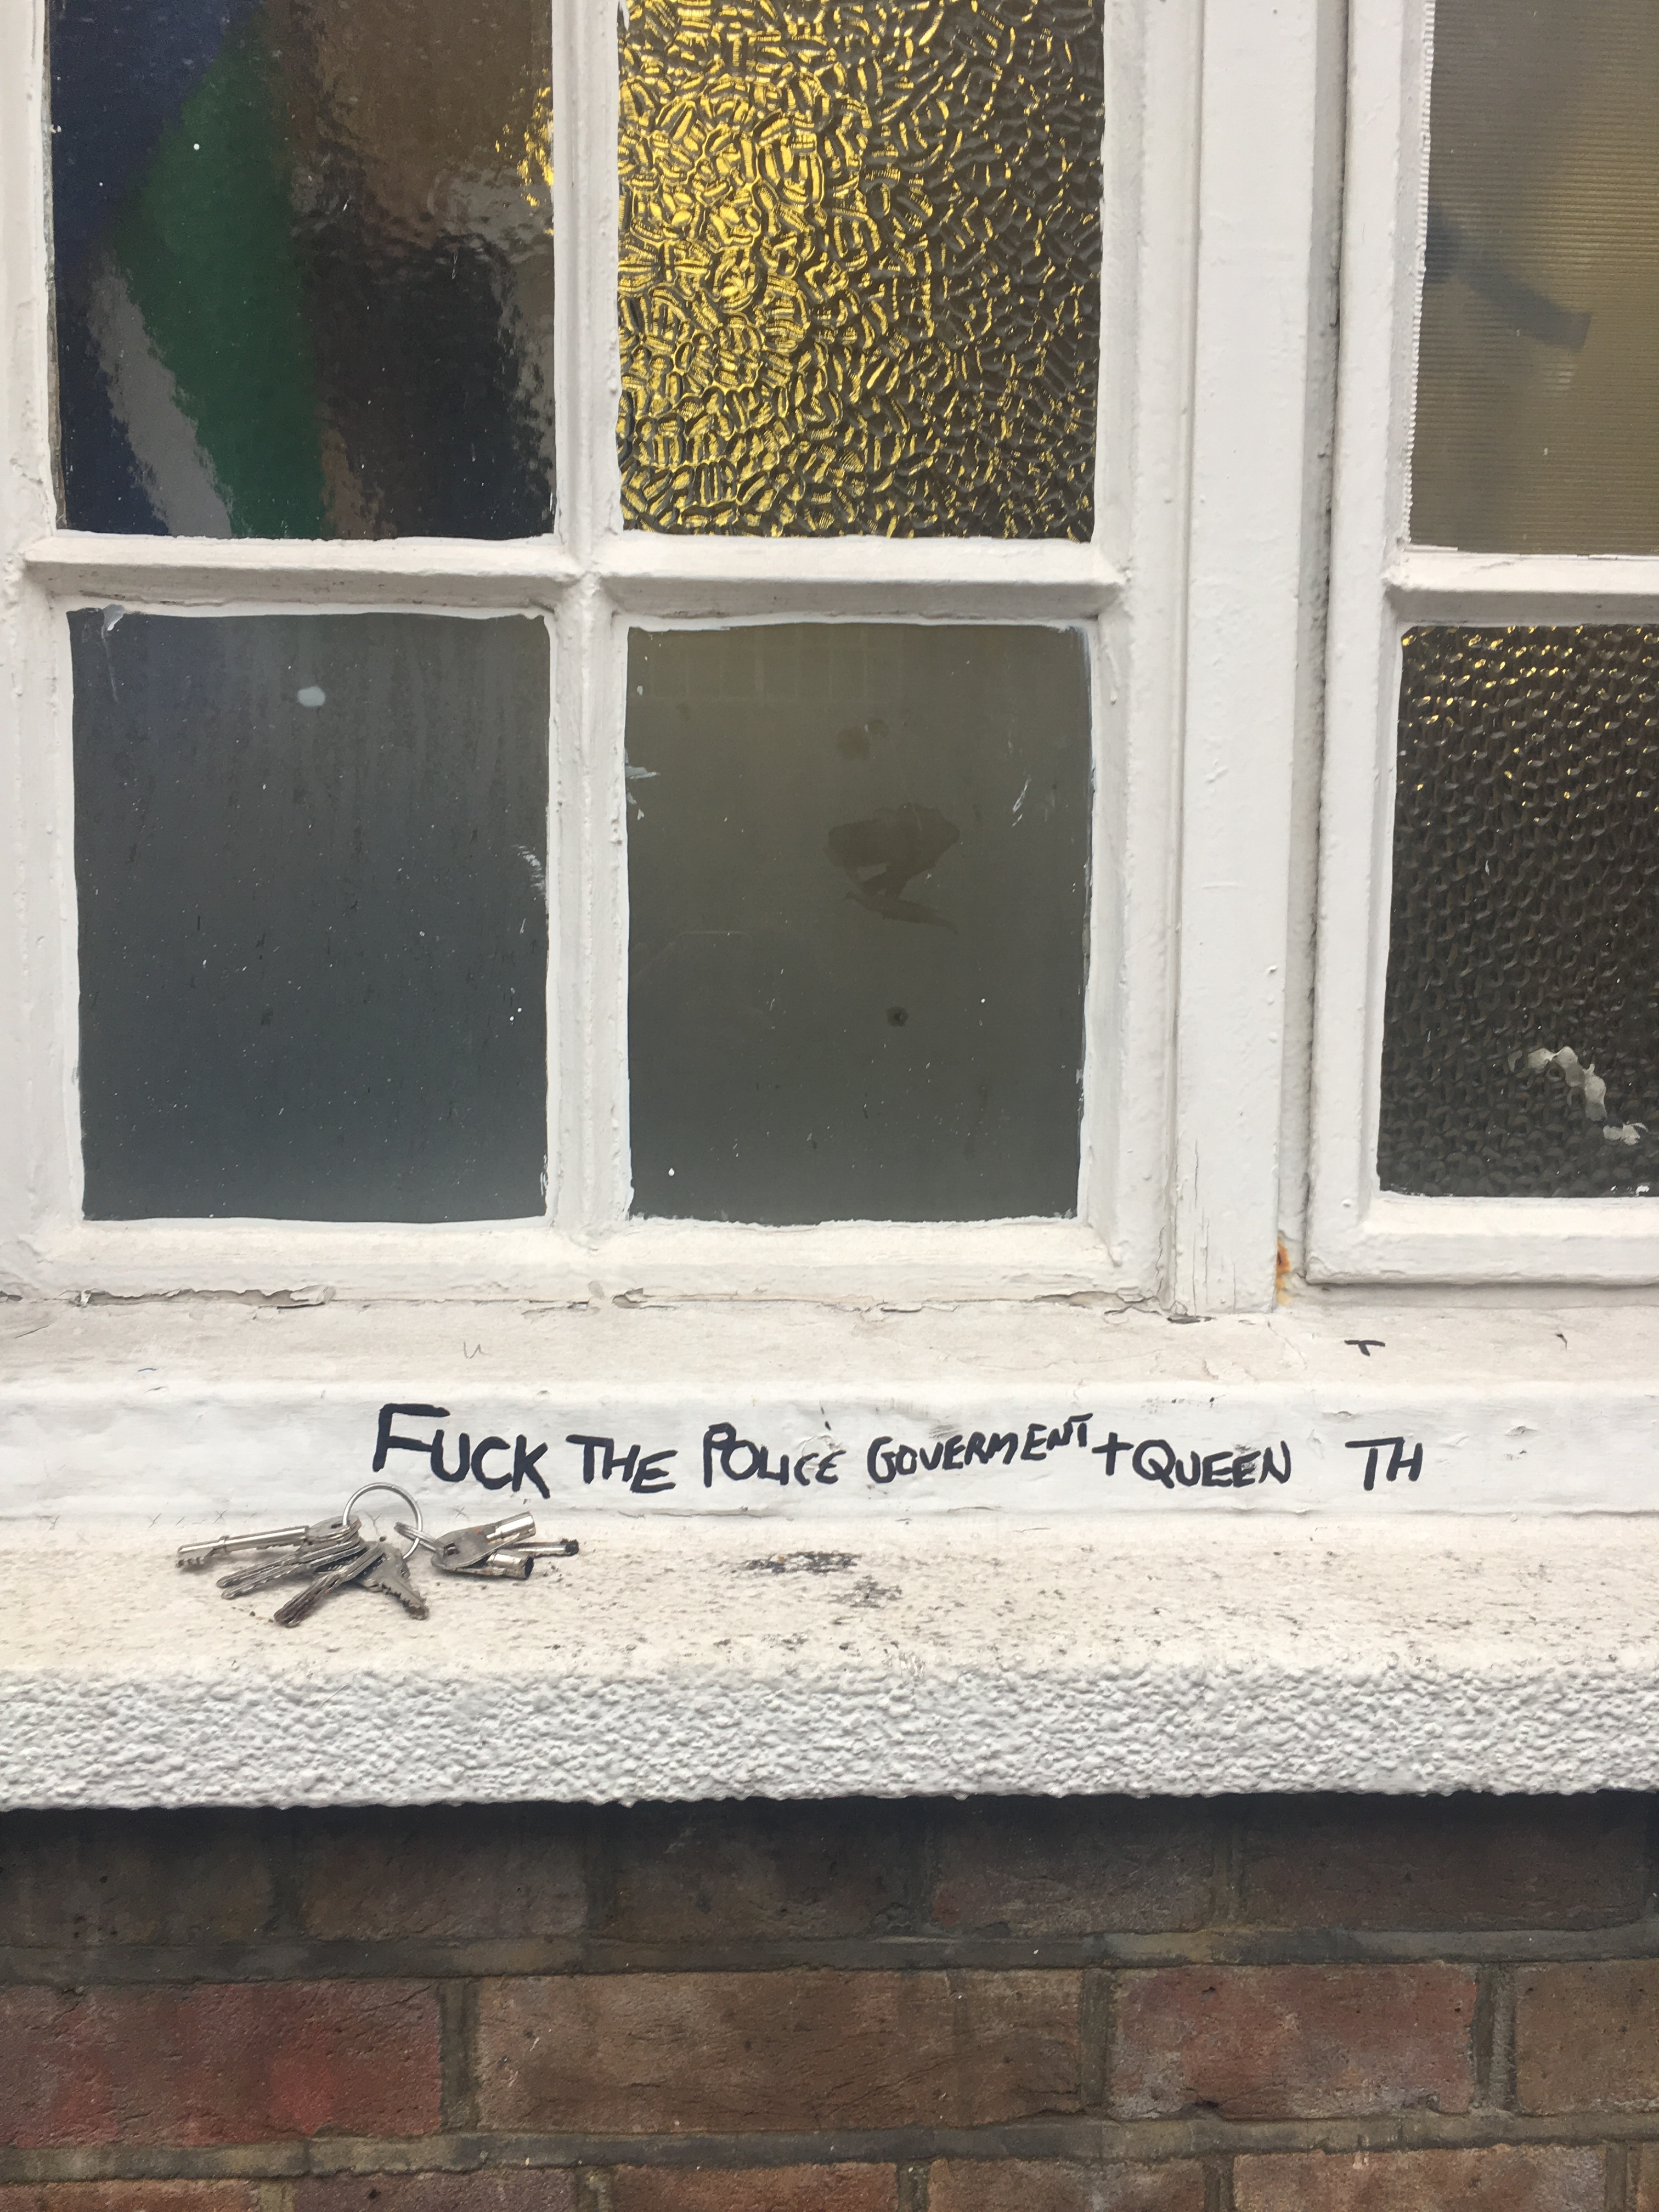 FUCK THE POLICE GOVERMENT + QUEEN TH